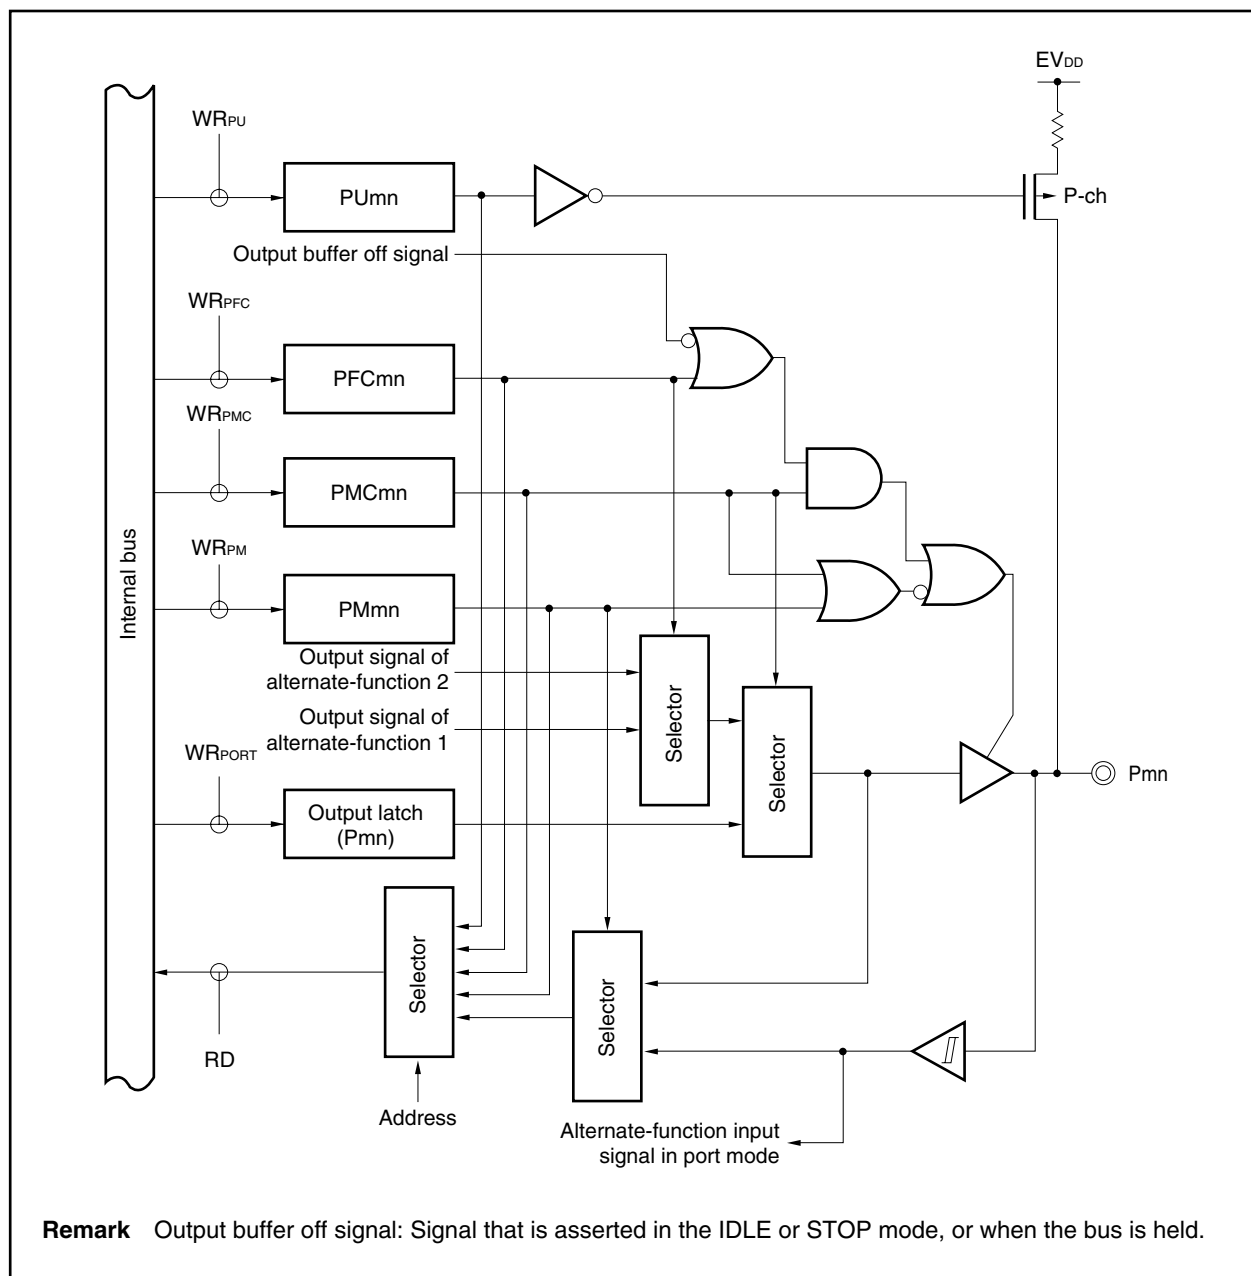 EVDD
WRPU
PUmn
P-ch
Output buffer off signal
WRPFC
PFCmn
WRPMC
PMCmn
Internal bus
WRPM
PMmn
Output signal of
alternate-function 2
Output signal of
alternate-function 1
Selector
Selector
WRPORT
Output latch
(Pmn)
Pmn
Selector
Selector
RD
Address
Alternate-function input
signal in port mode
Remark Output buffer off signal: Signal that is asserted in the IDLE or STOP mode, or when the bus is held.